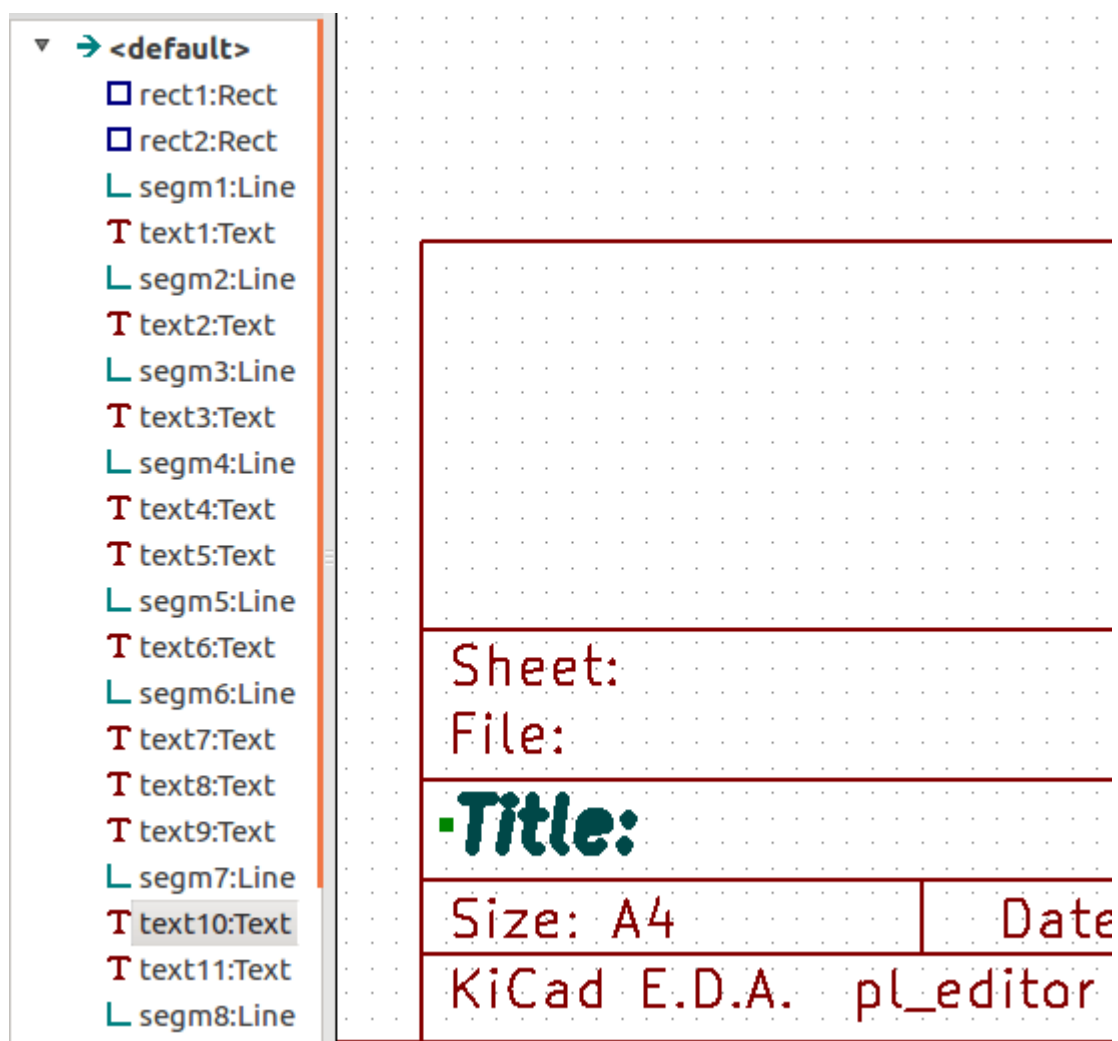 <default>
rect1:Rect
rect2:Rect
segm1:Line
text1:Text
segm2:Line
text2:Text
segm3:Line
text3:Text
segm4:Line
text4:Text
text5:Text
segm5:Line
text6:Text
segm6:Line
text7:Text
text8:Text
text9:Text
segm7:Line
text10:Text
text11:Text
segm8:Line
Sheet:
File:
Title:
Size: A4 Date
KiCad E.D.A. pl_editor